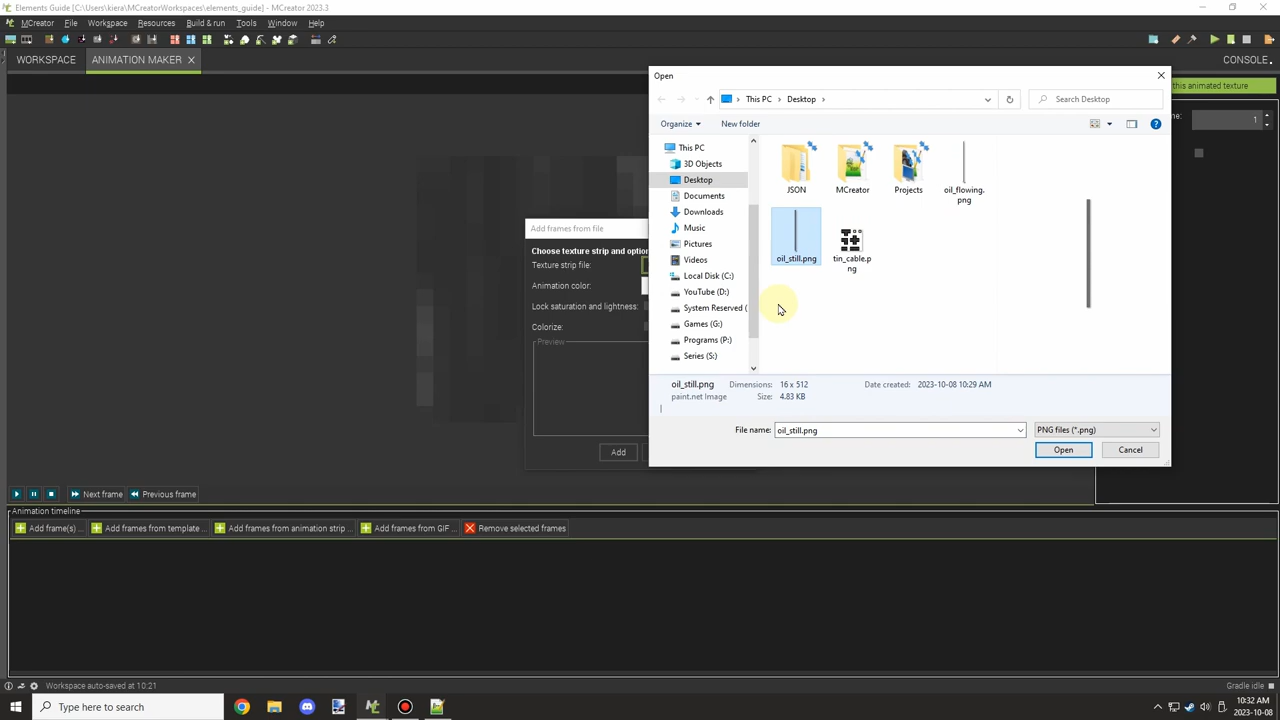 Elements Guide [C:\Users\kiera\MCreatorWorkspaces\elements_guide] - MCreator 2023.3
MCreator File Workspace Resources Build & run Tools Window Help
WORKSPACE ANIMATION MAKER CONSOLE
Open
this animated texture
This PC Desktop Search Desktop
1
Organize New folder
This PC
3D Objects
Desktop
Documents
Downloads
Music
Pictures
Videos
Local Disk (C:)
YouTube (D:)
System Reserved (
Games (G:)
Programs (P:)
Series (S:)
JSON MCreator Projects oil_flowing.
png
oil_still.png tin_cable.p
ng
Add frames from file
Choose texture strip and optio
Texture strip file:
Animation color:
Lock saturation and lightness:
Colorize:
Preview
Add
oil_still.png Dimensions: 16 x 512 Date created: 2023-10-08 10:29 AM
paint.net Image Size: 4.83 KB
File name: oil_still.png PNG files (*.png)
Open Cancel
Next frame Previous frame
Animation timeline
Add frame(s) ... Add frames from template ... Add frames from animation strip ... Add frames from GIF ... Remove selected frames
Workspace auto-saved at 10:21 Gradle idle
Type here to search 10:32 AM
2023-10-08